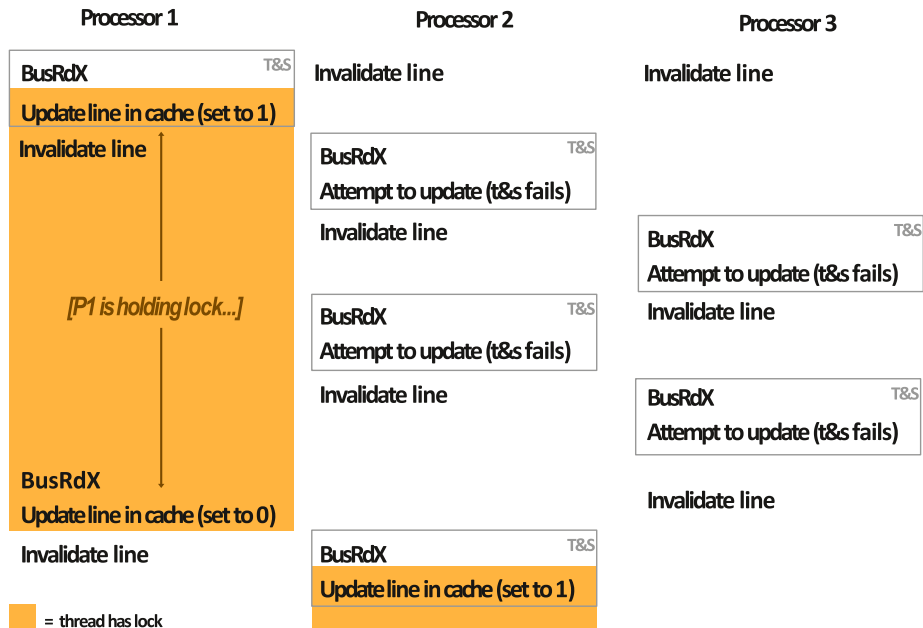 Processor 1
Processor 2
Processor 3
BusRdX
T&S
Invalidate line
Invalidate line
Update line in cache (set to 1)
Invalidate line
BusRdX
T&S
Attempt to update (t&s fails)
Invalidate line
BusRdX
T&S
Attempt to update (t&s fails)
[P1 is holding lock...]
BusRdX
T&S
Invalidate line
Attempt to update (t&s fails)
Invalidate line
BusRdX
T&S
Attempt to update (t&s fails)
BusRdX
Invalidate line
Update line in cache (set to 0)
Invalidate line
BusRdX
T&S
Update line in cache (set to 1)
= thread has lock